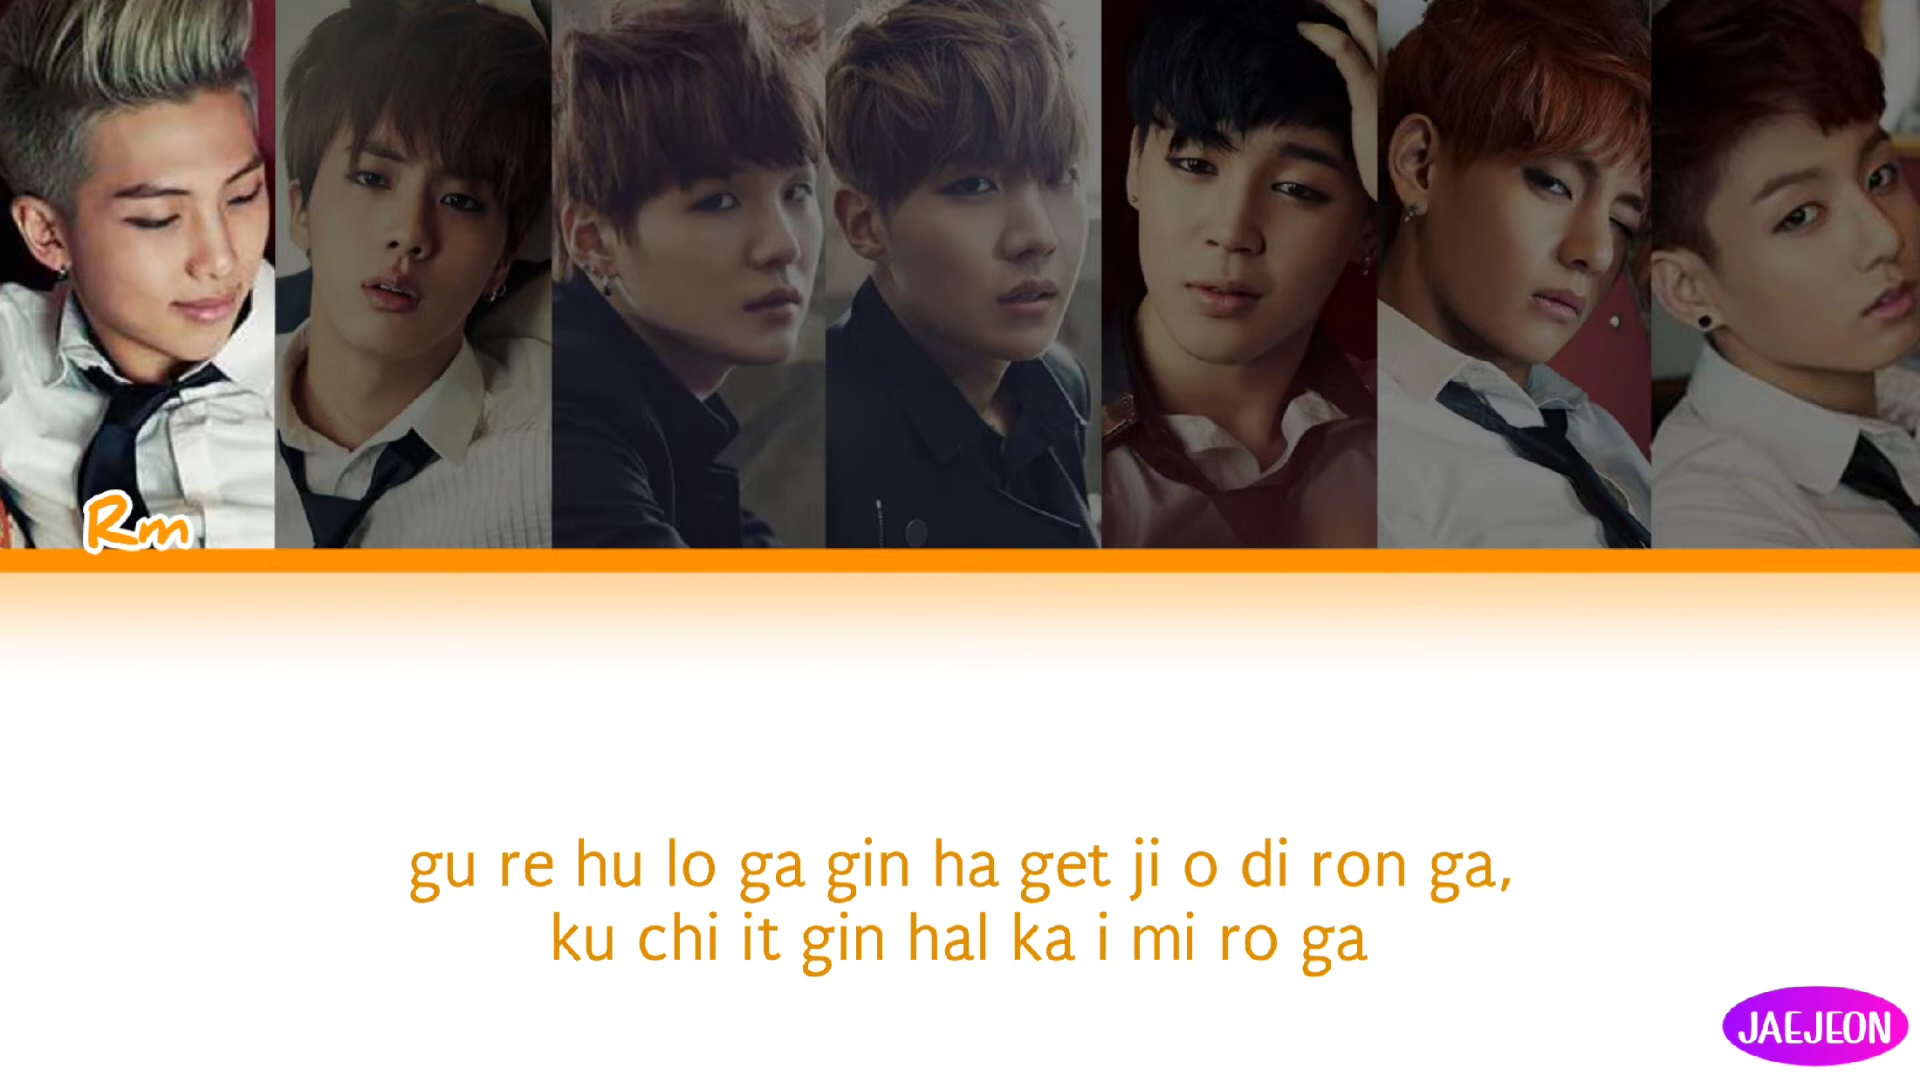 Rm
gu re hu lo ga gin ha get ji o di ron ga,
ku chi it gin hal ka i mi ro ga
JAEJEON